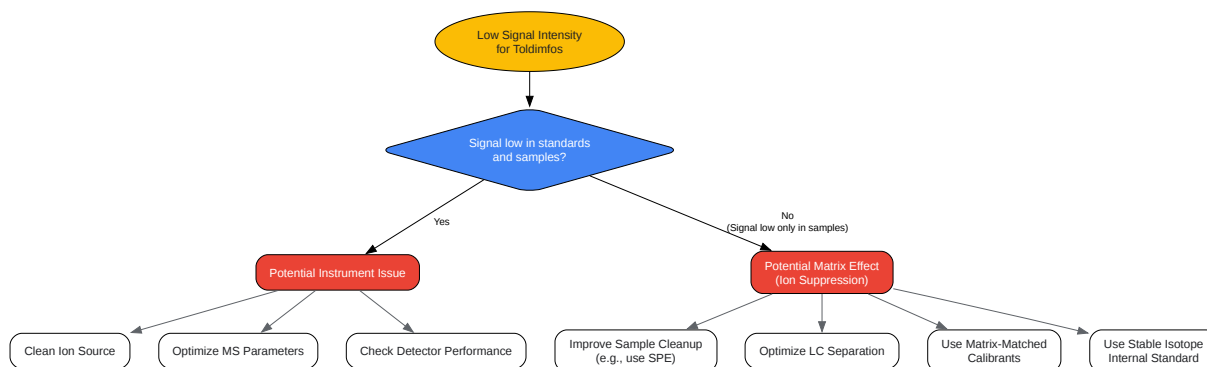 Low Signal Intensity
for Toldimfos
Signal low in standards
and samples?
Yes
No
(Signal low only in samples)
Potential Instrument Issue
Potential Matrix Effect
(Ion Suppression)
Clean Ion Source
Optimize MS Parameters
Check Detector Performance
Improve Sample Cleanup
(e.g., use SPE)
Optimize LC Separation
Use Matrix-Matched
Calibrants
Use Stable Isotope
Internal Standard